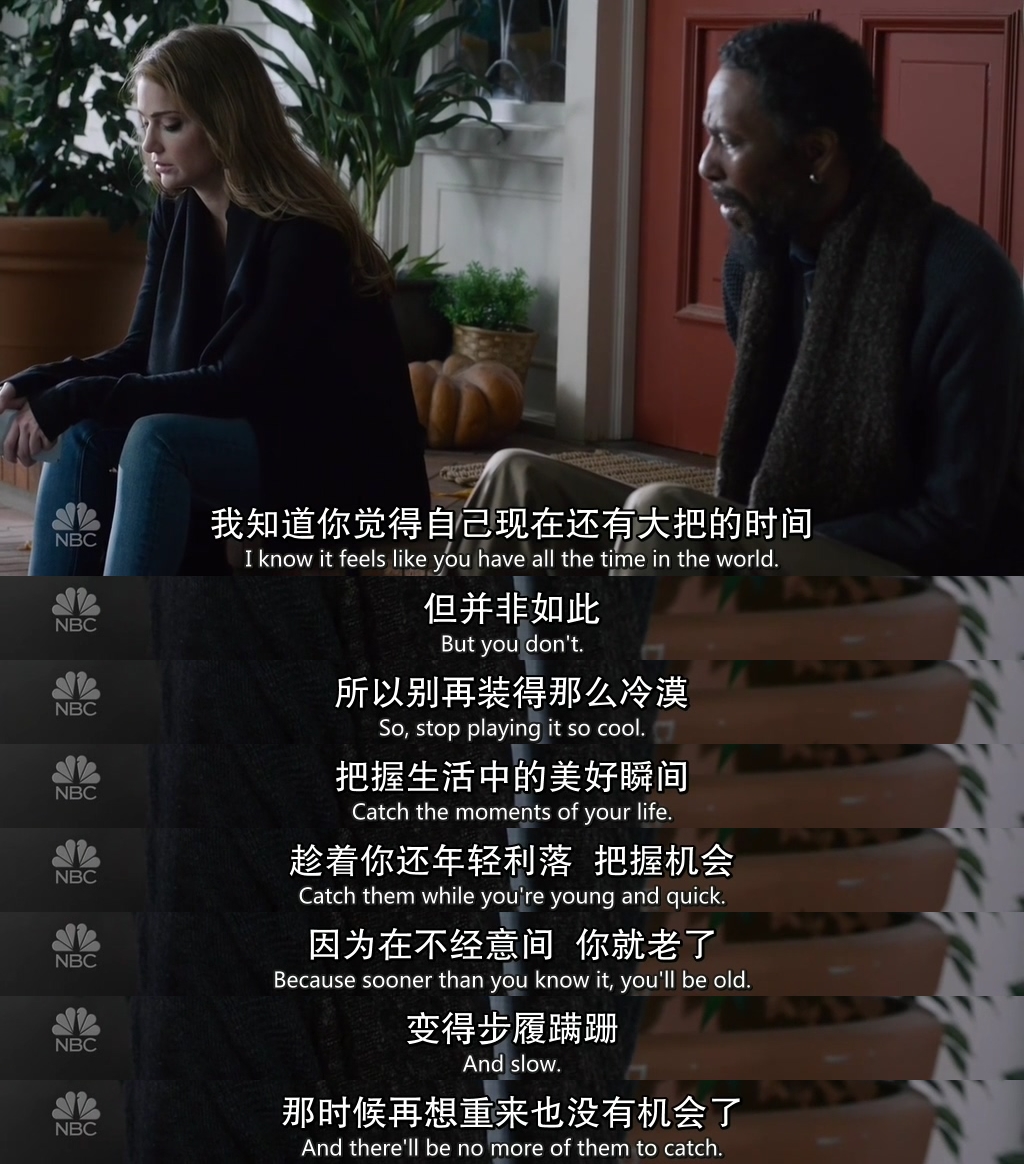 我知道你觉得自己现在还有大把的时间
I know it feels like you have all the time in the world.
NBC
但并非如此
But you don't.
NBC
所以别再装得那么冷漠
So, stop playing it so cool.
NBC
把握生活中的美好瞬间
Catch the moments of your life.
NBC
趁着你还年轻利落 把握机会
Catch them while you're young and quick.
NBC
因为在不经意间 你就老了
Because sooner than you know it, you'll be old.
NBC
变得步履蹒跚
And slow.
NBC
那时候再想重来也没有机会了
And there'll be no more of them to catch.
NBC